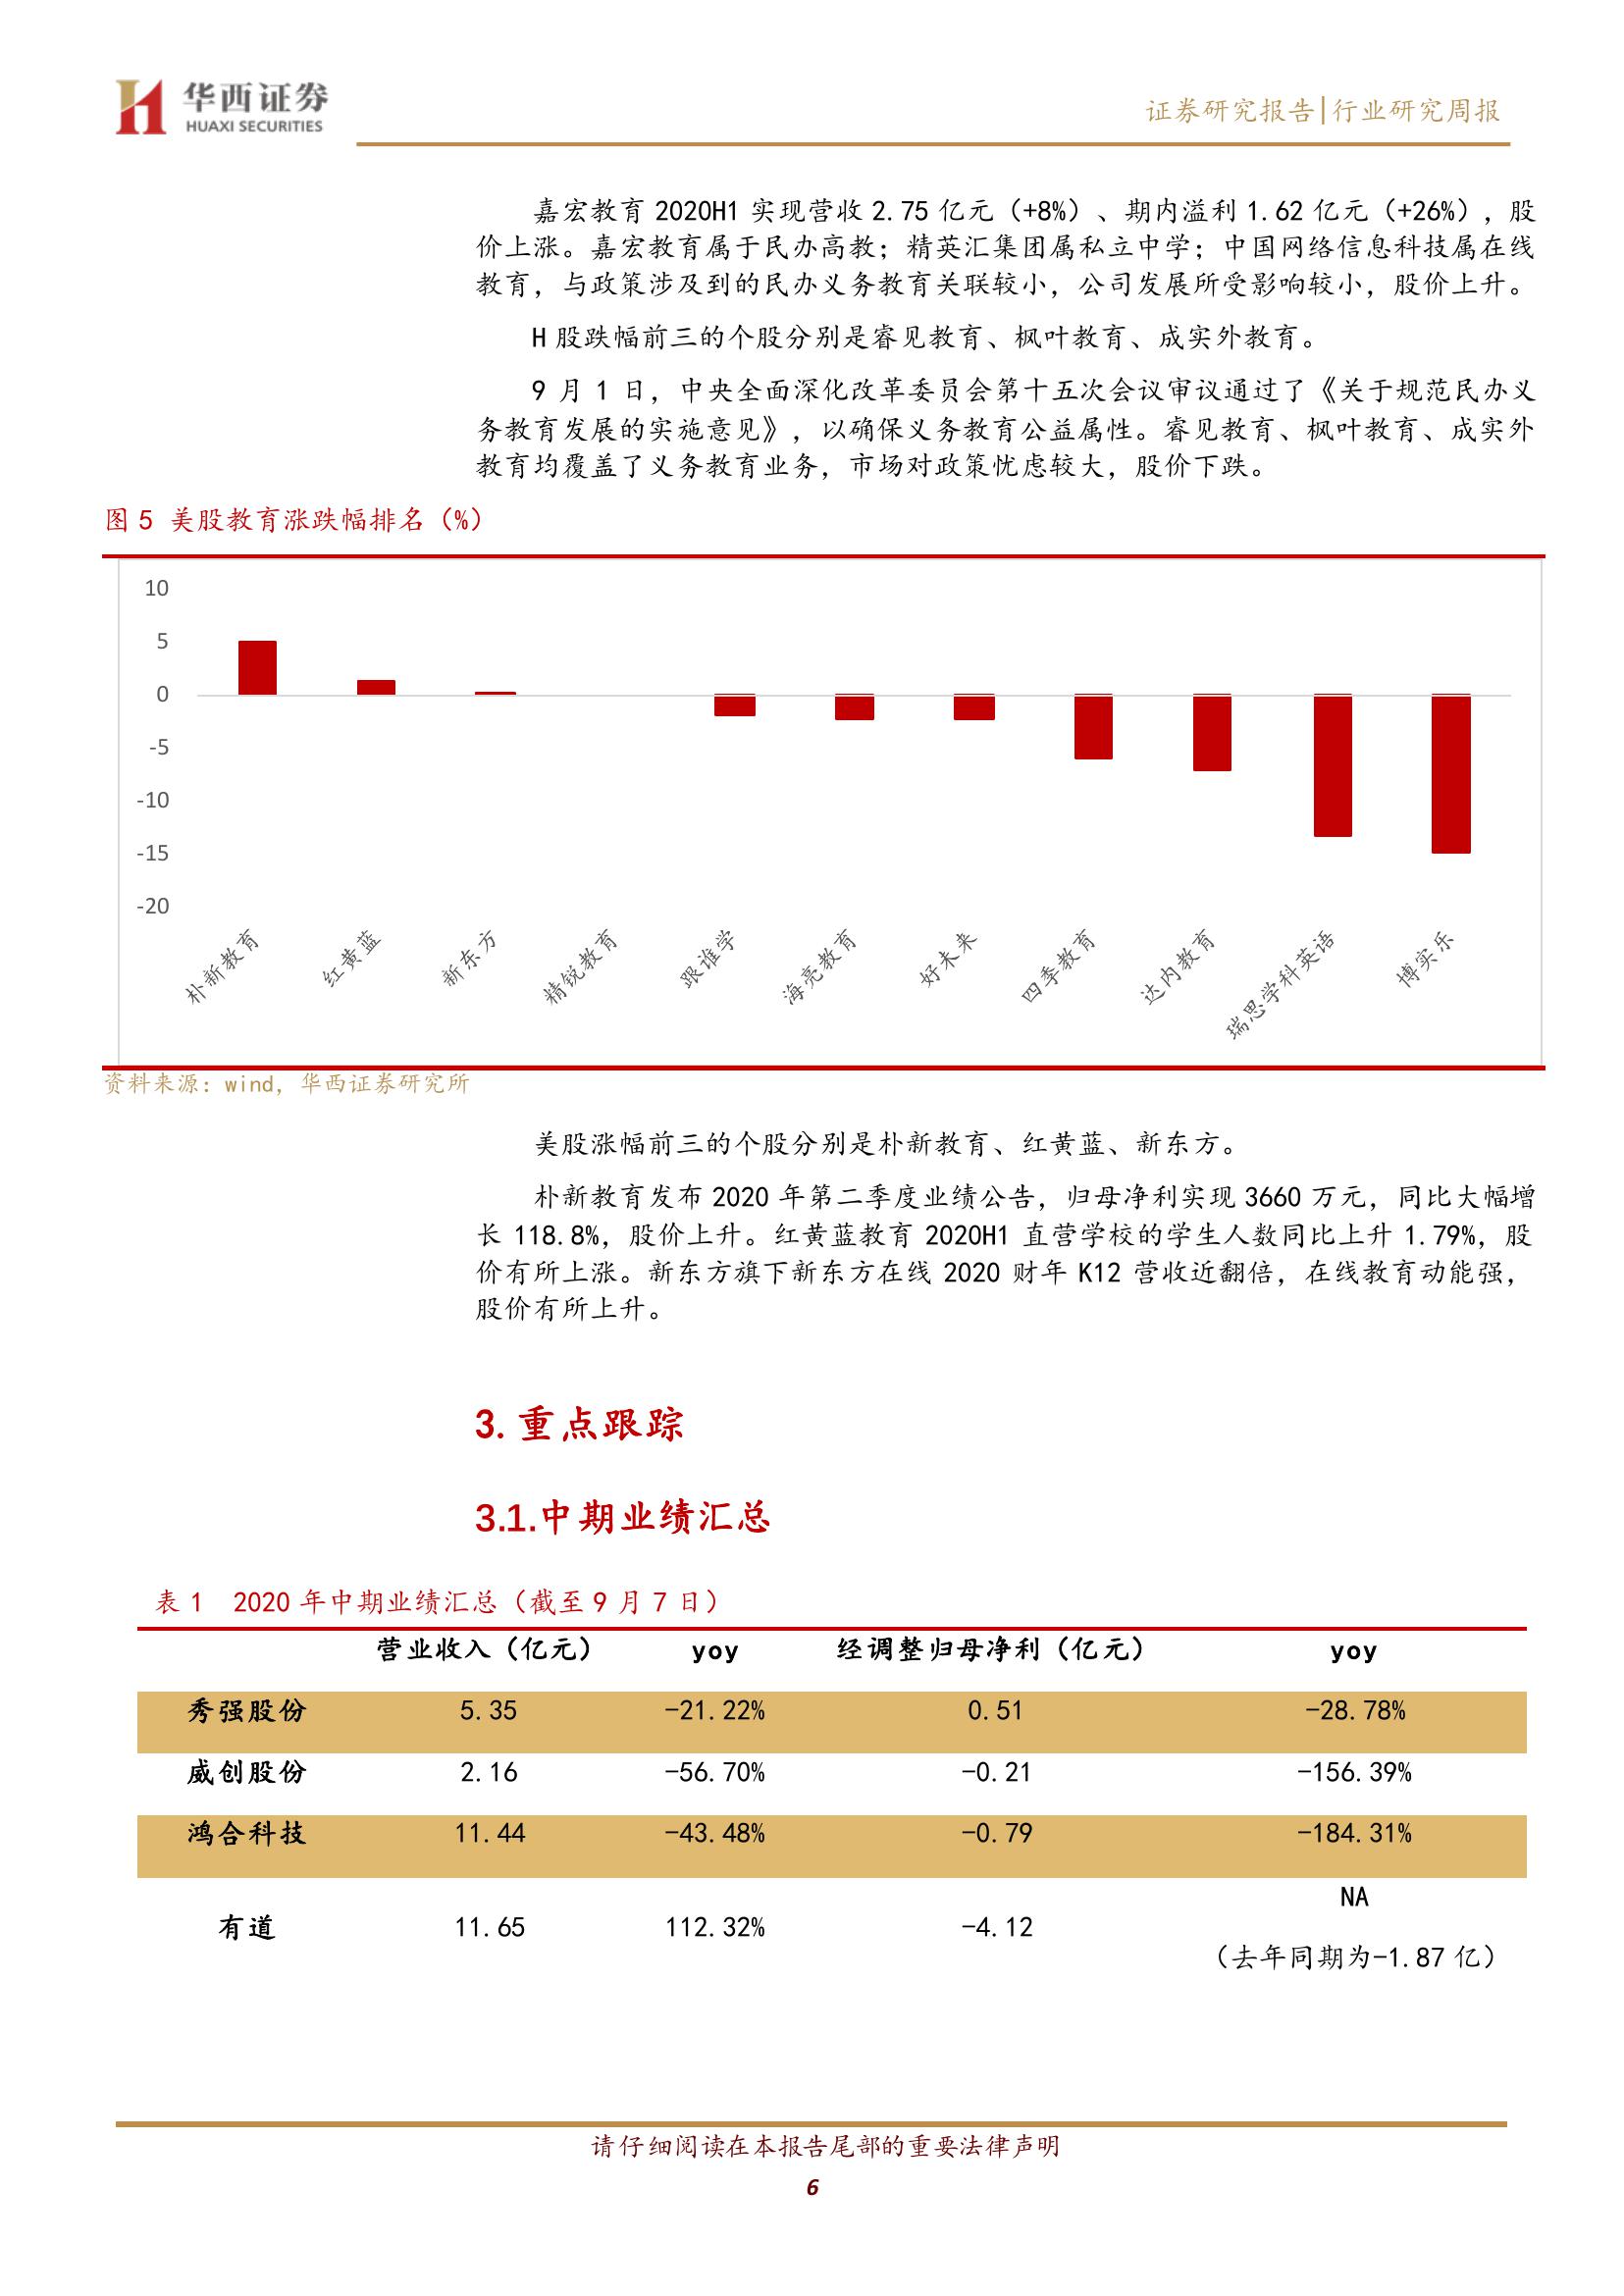 华西证券
HUAXI SECURITIES
证券研究报告|行业研究周报
嘉宏教育 2020H1 实现营收 2.75 亿元（+8%）、期内溢利 1.62 亿元（+26%），股
价上涨。嘉宏教育属于民办高教；精英汇集团属私立中学；中国网络信息科技属在线
教育，与政策涉及到的民办义务教育关联较小，公司发展所受影响较小，股价上升。
H 股跌幅前三的个股分别是睿见教育、枫叶教育、成实外教育。
9 月 1 日，中央全面深化改革委员会第十五次会议审议通过了《关于规范民办义
务教育发展的实施意见》，以确保义务教育公益属性。睿见教育、枫叶教育、成实外
教育均覆盖了义务教育业务，市场对政策忧虑较大，股价下跌。
图 5 美股教育涨跌幅排名（%）
10
5
0
-5
-10
-15
-20
朴新教育
红黄蓝
新东方
精锐教育
跟谁学
海亮教育
好未来
四季教育
达内教育
瑞思学科英语
博实乐
资料来源：wind，华西证券研究所
美股涨幅前三的个股分别是朴新教育、红黄蓝、新东方。
朴新教育发布 2020 年第二季度业绩公告，归母净利实现 3660 万元，同比大幅增
长 118.8%，股价上升。红黄蓝教育 2020H1 直营学校的学生人数同比上升 1.79%，股
价有所上涨。新东方旗下新东方在线 2020 财年 K12 营收近翻倍，在线教育动能强，
股价有所上升。
3. 重点跟踪
3.1.中期业绩汇总
表 1 2020 年中期业绩汇总（截至 9 月 7 日）
营业收入（亿元） yoy 经调整归母净利（亿元） yoy
秀强股份 5.35 -21.22% 0.51 -28.78%
威创股份 2.16 -56.70% -0.21 -156.39%
鸿合科技 11.44 -43.48% -0.79 -184.31%
有道 11.65 112.32% -4.12 NA
（去年同期为-1.87 亿）
请仔细阅读在本报告尾部的重要法律声明
6